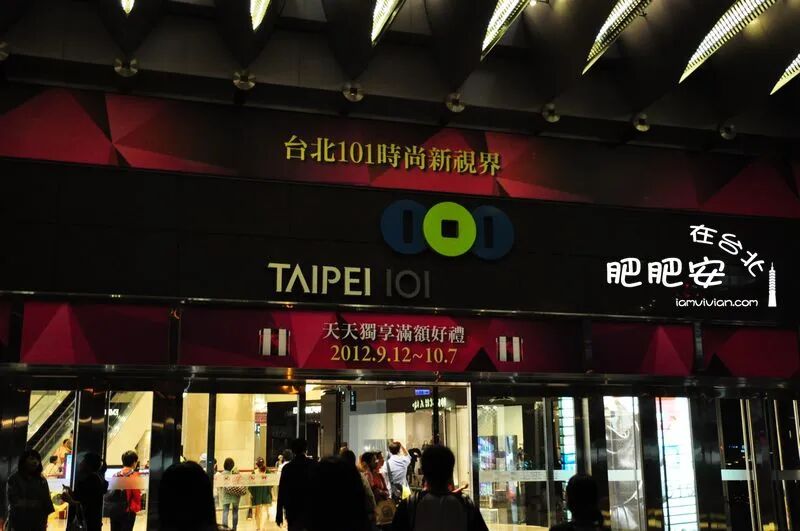 台北101時尚新視界
TAIPEI 101
在台北
肥肥安
iamvivian.com
天天獨享滿額好禮
2012.9.12~10.7